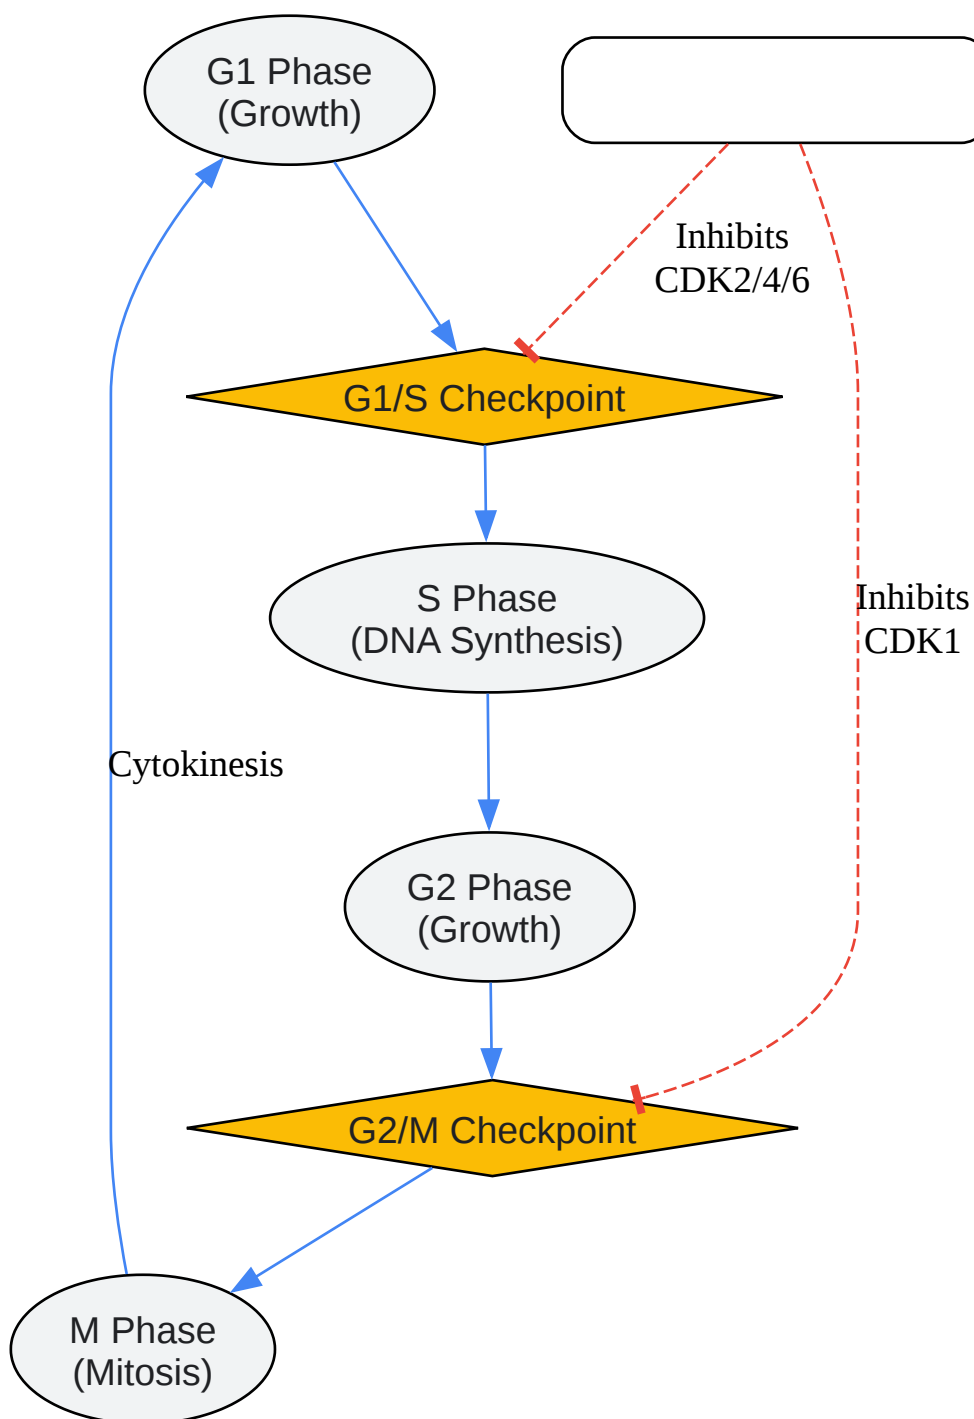 G1 Phase
(Growth)
Inhibits
CDK2/4/6
G1/S Checkpoint
S Phase
(DNA Synthesis)
Inhibits
CDK1
Cytokinesis
G2 Phase
(Growth)
G2/M Checkpoint
M Phase
(Mitosis)